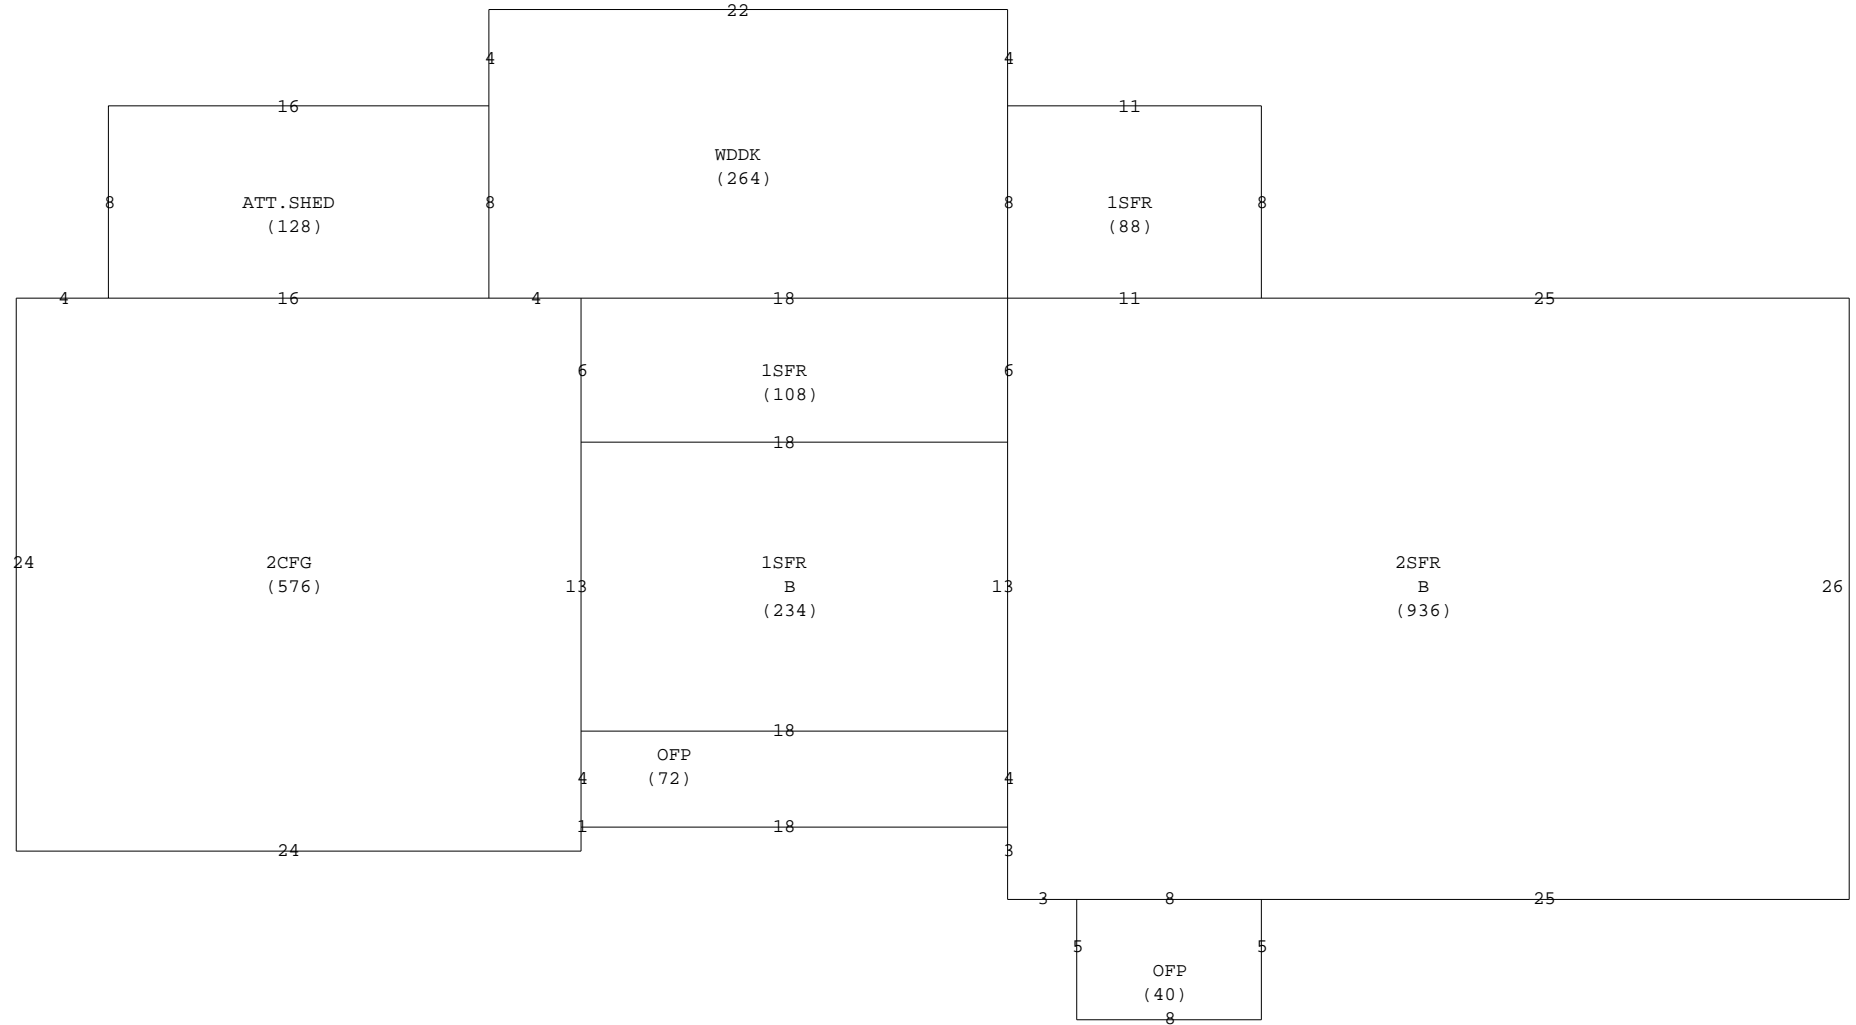 22
4 4
16 11
WDDK
(264)
8 ATT.SHED 8 8 1SFR 8
(128) (88)
4 16 4 18 11 25
6 1SFR 6
(108)
18
24 2CFG 1SFR 2SFR
(576) 13 B 13 B 26
(234) (936)
18
OFP
4 (72) 4
1 18
24 3
3 8 25
5 5
OFP
(40)
8